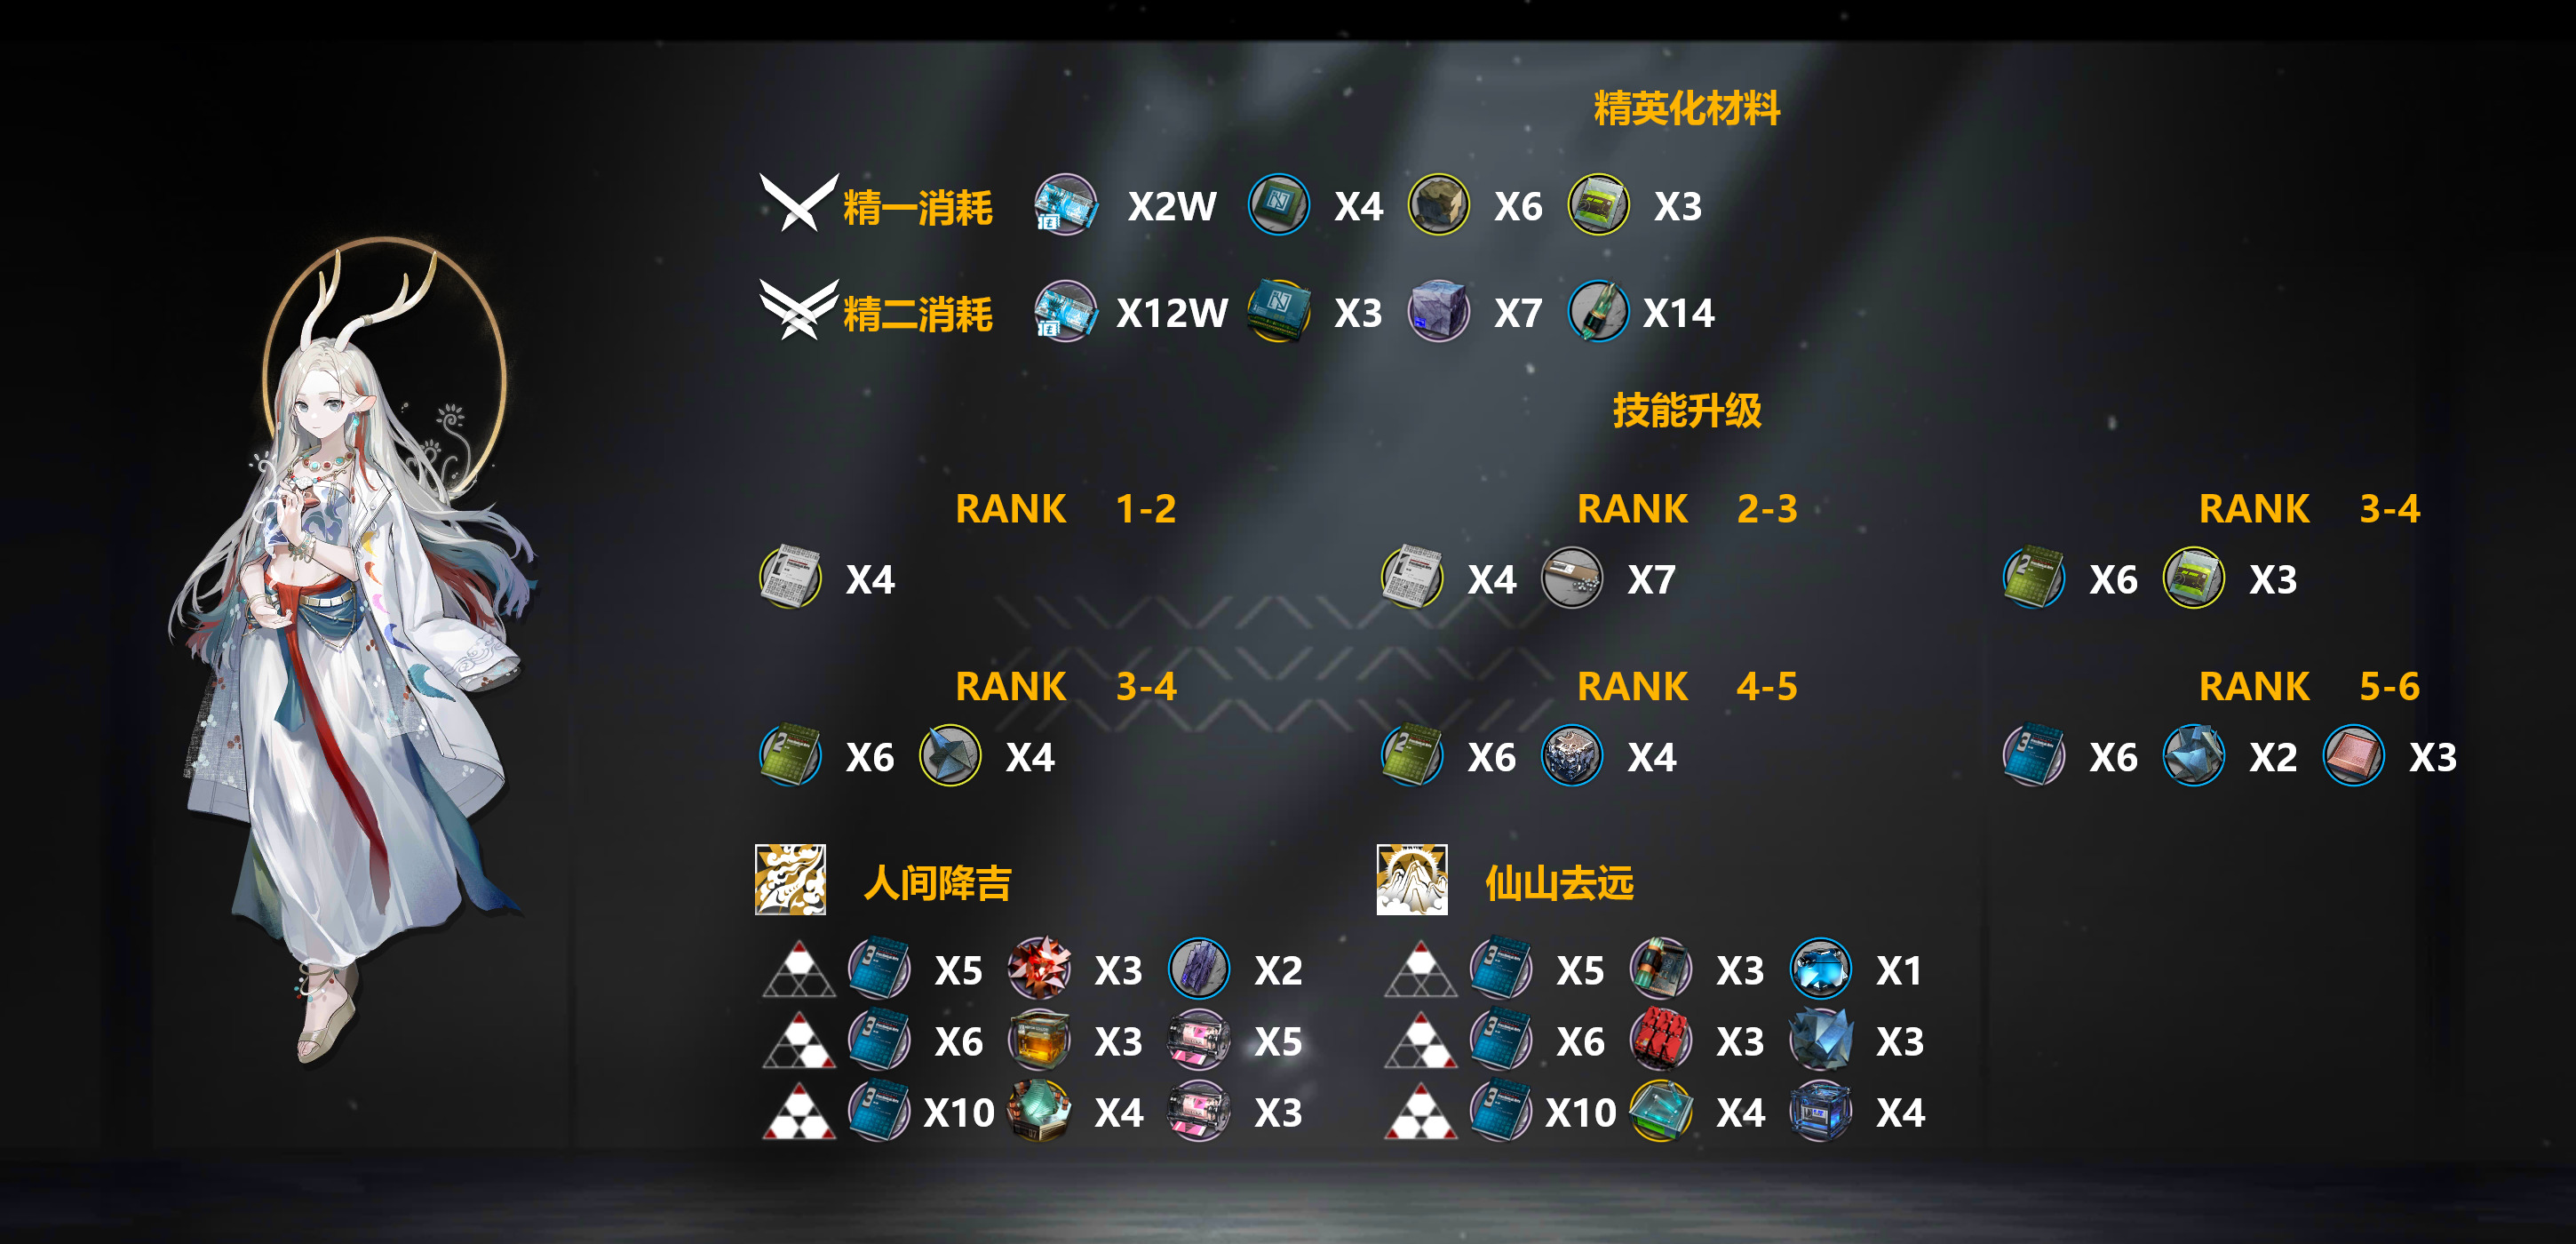 精英化材料
精一消耗 X2W X4 X6 X3
精二消耗 X12W X3 X7 X14
技能升级
RANK 1-2 RANK 2-3 RANK 3-4
X4 X4 X7 X6 X3
RANK 3-4 RANK 4-5 RANK 5-6
X6 X4 X6 X4 X6 X2 X3
人间降吉 仙山去远
X5 X3 X2 X5 X3 X1
X6 X3 X5 X6 X3 X3
X10 X4 X3 X10 X4 X4